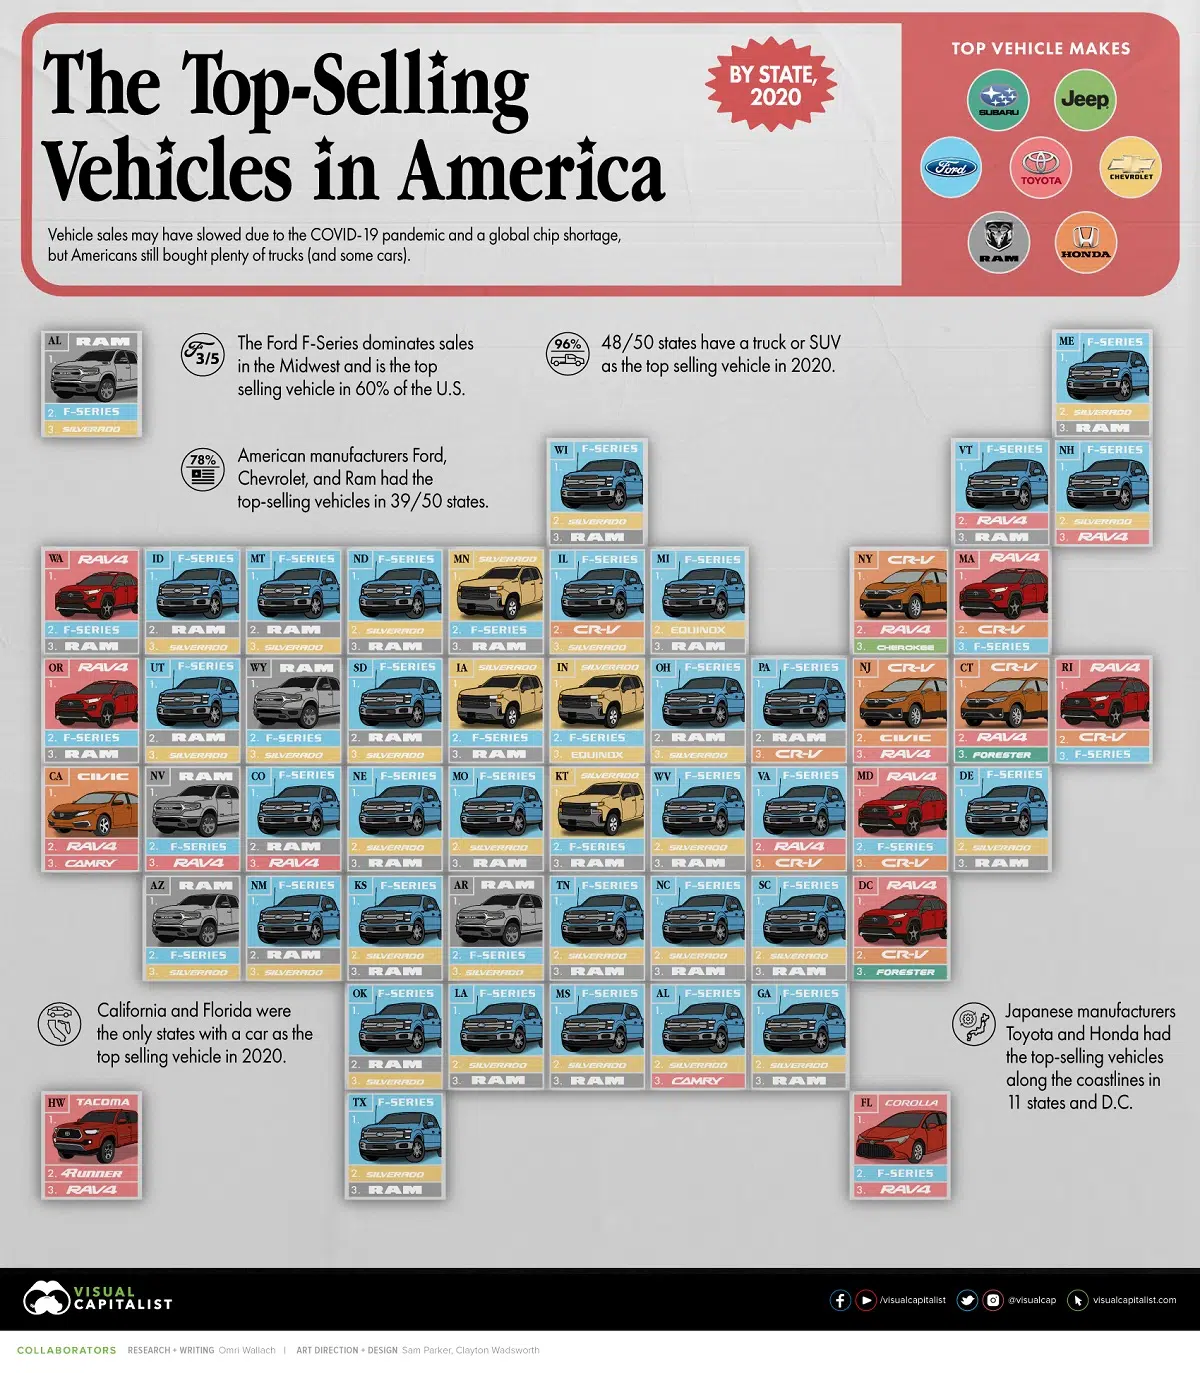 The Top-Selling
Vehicles in America
BY STATE,
2020
Vehicle sales may have slowed due to the COVID-19 pandemic and a global chip shortage,
but Americans still bought plenty of trucks (and some cars).
TOP VEHICLE MAKES
SUBARU
Jeep
Ford
TOYOTA
CHEVROLET
RAM
HONDA
AL RAM
1.
2. F-SERIES
3. SILVERADO
F 3/5
The Ford F-Series dominates sales
in the Midwest and is the top
selling vehicle in 60% of the U.S.
96%
48/50 states have a truck or SUV
as the top selling vehicle in 2020.
78%
American manufacturers Ford,
Chevrolet, and Ram had the
top-selling vehicles in 39/50 states.
ME F-SERIES
1.
2. SILVERADO
3. RAM
WI F-SERIES
1.
2. SILVERADO
3. RAM
VT F-SERIES
1.
2. RAV4
3. SILVERADO
NH F-SERIES
1.
2. SILVERADO
3. RAV4
WA RAV4
1.
2. F-SERIES
3. RAM
ID F-SERIES
1.
2. RAM
3. SILVERADO
MT F-SERIES
1.
2. RAM
3. SILVERADO
ND F-SERIES
1.
2. SILVERADO
3. RAM
MN SILVERADO
1.
2. F-SERIES
3. RAM
IL F-SERIES
1.
2. CR-V
3. SILVERADO
MI F-SERIES
1.
2. EQUINOX
3. SILVERADO
NY CR-V
1.
2. RAV4
3. CHEROKEE
MA RAV4
1.
2. CR-V
3. F-SERIES
OR RAV4
1.
2. F-SERIES
3. RAM
UT F-SERIES
1.
2. RAM
3. SILVERADO
WY RAM
1.
2. F-SERIES
3. SILVERADO
SD F-SERIES
1.
2. RAM
3. SILVERADO
IA SILVERADO
1.
2. F-SERIES
3. RAM
IN SILVERADO
1.
2. F-SERIES
3. EQUINOX
OH F-SERIES
1.
2. RAM
3. SILVERADO
PA F-SERIES
1.
2. RAM
3. CR-V
NJ CR-V
1.
2. CIVIC
3. RAV4
CT CR-V
1.
2. RAV4
3. FORESTER
RI RAV4
1.
2. CR-V
3. F-SERIES
CA CIVIC
1.
2. RAV4
3. CAMRY
NV RAM
1.
2. F-SERIES
3. RAV4
CO F-SERIES
1.
2. RAM
3. RAV4
NE F-SERIES
1.
2. SILVERADO
3. RAM
MO F-SERIES
1.
2. SILVERADO
3. RAM
KT SILVERADO
1.
2. F-SERIES
3. RAM
WV F-SERIES
1.
2. SILVERADO
3. RAM
VA F-SERIES
1.
2. RAV4
3. CR-V
MD RAV4
1.
2. F-SERIES
3. CR-V
DE F-SERIES
1.
2. SILVERADO
3. RAM
AZ RAM
1.
2. F-SERIES
3. SILVERADO
NM F-SERIES
1.
2. RAM
3. SILVERADO
KS F-SERIES
1.
2. SILVERADO
3. RAM
AR RAM
1.
2. F-SERIES
3. SILVERADO
TN F-SERIES
1.
2. SILVERADO
3. RAM
NC F-SERIES
1.
2. SILVERADO
3. RAM
SC F-SERIES
1.
2. SILVERADO
3. RAM
DC RAV4
1.
2. CR-V
3. FORESTER
California and Florida were
the only states with a car as the
top selling vehicle in 2020.
OK F-SERIES
1.
2. RAM
3. SILVERADO
LA F-SERIES
1.
2. SILVERADO
3. RAM
MS F-SERIES
1.
2. SILVERADO
3. RAM
AL F-SERIES
1.
2. SILVERADO
3. CAMRY
GA F-SERIES
1.
2. SILVERADO
3. RAM
Japanese manufacturers
Toyota and Honda had
the top-selling vehicles
along the coastlines in
11 states and D.C.
HW TACOMA
1.
2. 4RUNNER
3. RAV4
TX F-SERIES
1.
2. SILVERADO
3. RAM
FL COROLLA
1.
2. F-SERIES
3. RAV4
VISUAL
CAPITALIST
/visualcapitalist
@visualcap
visualcapitalist.com
COLLABORATORS RESEARCH + WRITING Omri Wallach | ART DIRECTION + DESIGN Sam Parker, Clayton Wadsworth